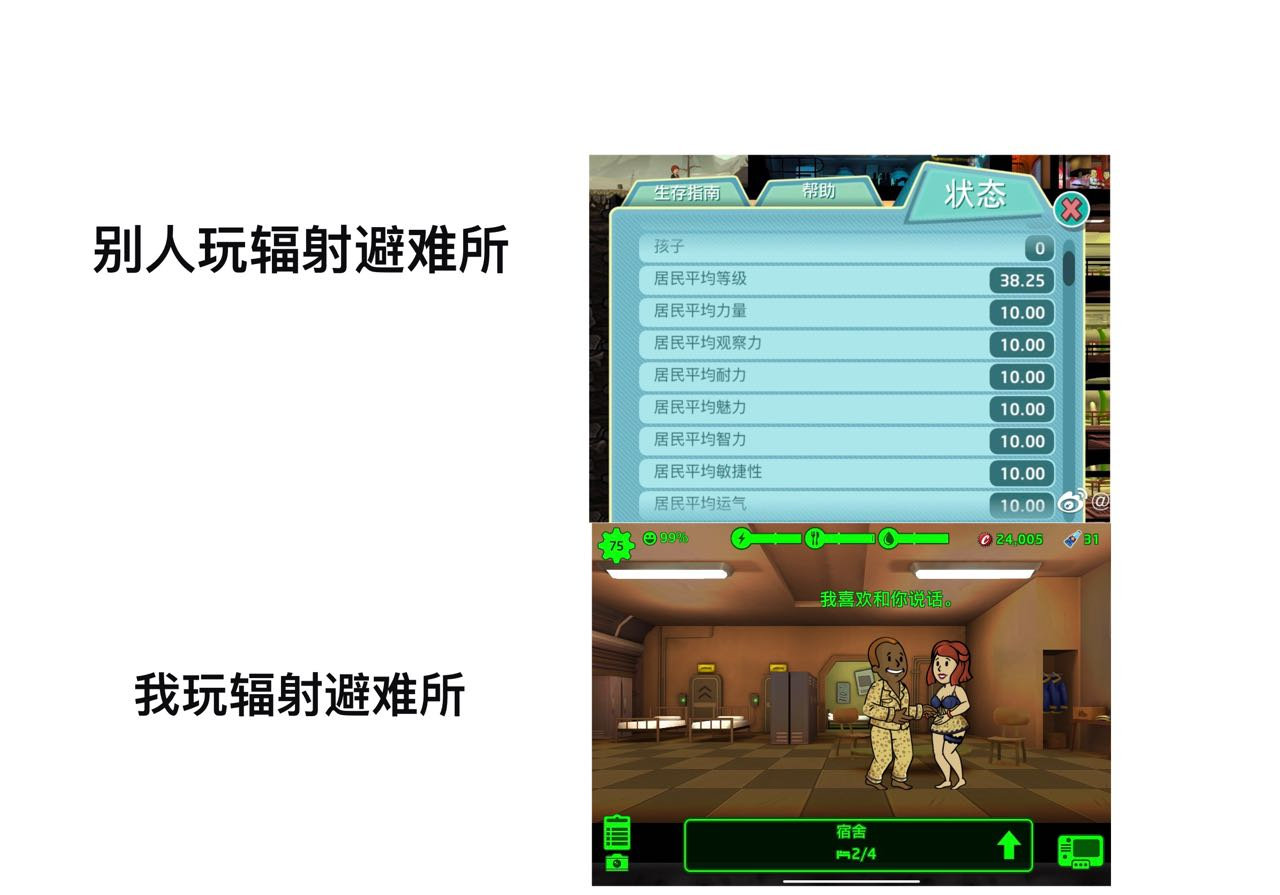 别人玩辐射避难所
生存指南
帮助
状态
孩子 0
居民平均等级 38.25
居民平均力量 10.00
居民平均观察力 10.00
居民平均耐力 10.00
居民平均魅力 10.00
居民平均智力 10.00
居民平均敏捷性 10.00
居民平均运气 10.00
@
我玩辐射避难所
75 99% 24,005 31
我喜欢和你说话。
宿舍
2/4